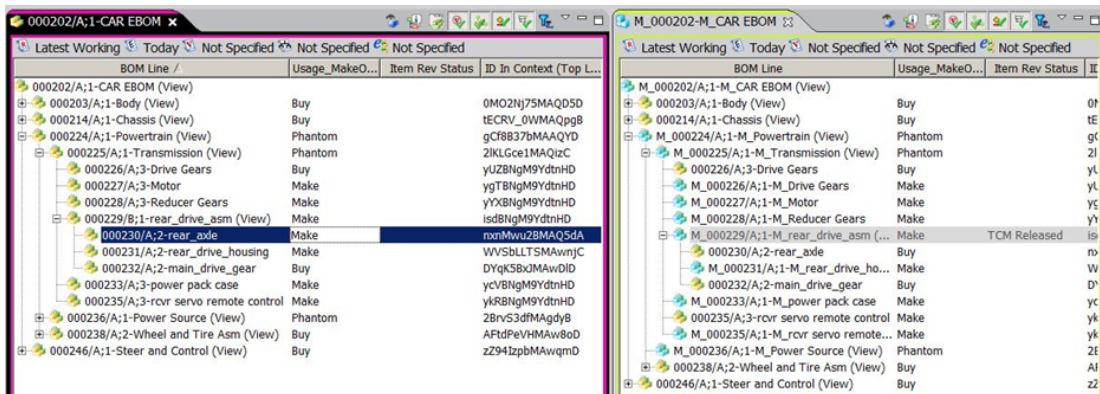 000202/A;1-CAR EBOM
Latest Working Today Not Specified Not Specified Not Specified
BOM Line Usage_MakeO... Item Rev Status ID In Context (Top L...
000202/A;1-CAR EBOM (View)
000203/A;1-Body (View) Buy 0MO2Nj75MAQD5D
000214/A;1-Chassis (View) Buy tECRV_0WMAQpgB
000224/A;1-Powertrain (View) Phantom gCf8B37bMAAQYD
000225/A;1-Transmission (View) Phantom 2lKLGce1MAQizC
000226/A;3-Drive Gears Buy yUZBNgM9YdtnHD
000227/A;3-Motor Make ygTBNgM9YdtnHD
000228/A;3-Reducer Gears Make yYXBNgM9YdtnHD
000229/B;1-rear_drive_asm (View) Make isdBNgM9YdtnHD
000230/A;2-rear_axle Make nxnMwu2BMAQ5dA
000231/A;2-rear_drive_housing Make WVSbLLTSMAwnjC
000232/A;2-main_drive_gear Buy DYqK5BxJMAwDlD
000233/A;3-power pack case Make ycVBNgM9YdtnHD
000235/A;3-rcvr servo remote control Make ykRBNgM9YdtnHD
000236/A;1-Power Source (View) Phantom 2BrvS3dfMAgdyB
000238/A;2-Wheel and Tire Asm (View) Buy AFtdPeVHMAw8oD
000246/A;1-Steer and Control (View) Buy zZ94IzpbMAwqmD
M_000202-M_CAR EBOM
Latest Working Today Not Specified Not Specified Not Specified
BOM Line Usage_MakeO... Item Rev Status
M_000202/A;1-M_CAR EBOM (View)
000203/A;1-Body (View) Buy
000214/A;1-Chassis (View) Buy
M_000224/A;1-M_Powertrain (View) Phantom
M_000225/A;1-M_Transmission (View) Phantom
000226/A;3-Drive Gears Buy
M_000226/A;1-M_Drive Gears Make
M_000227/A;1-M_Motor Make
M_000228/A;1-M_Reducer Gears Make
M_000229/A;1-M_rear_drive_asm (... Make TCM Released
000230/A;2-rear_axle Buy
M_000231/A;1-M_rear_drive_ho... Make
000232/A;2-main_drive_gear Buy
M_000233/A;1-M_power pack case Make
000235/A;3-rcvr servo remote control Make
M_000235/A;1-M_rcvr servo remote... Make
M_000236/A;1-M_Power Source (View) Phantom
000238/A;2-Wheel and Tire Asm (View) Buy
000246/A;1-Steer and Control (View) Buy